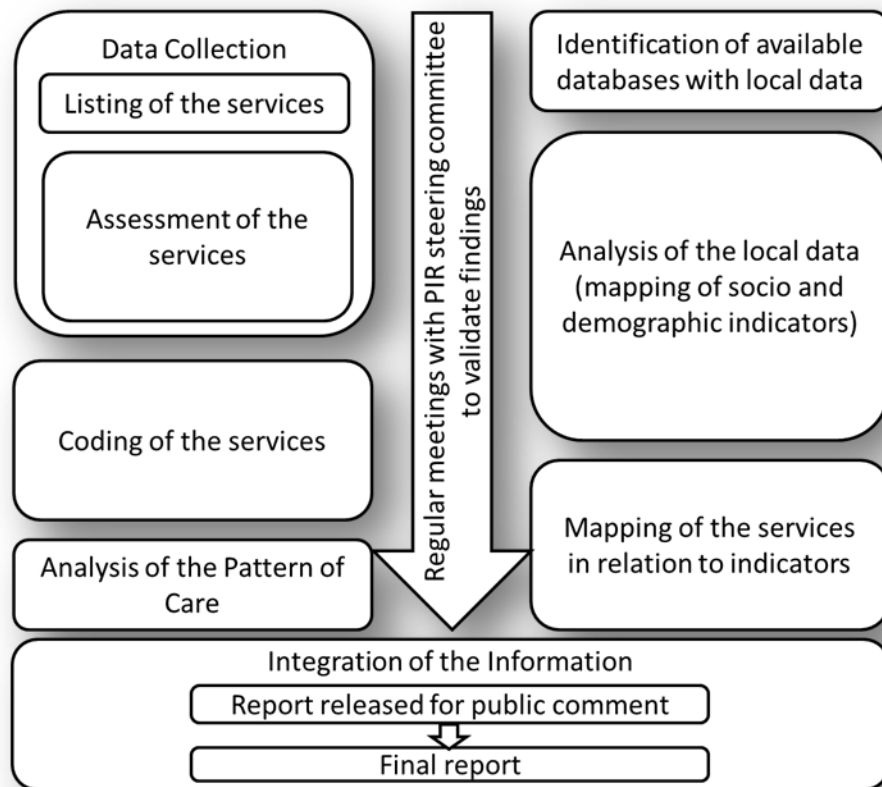 Data Collection
Listing of the services
Assessment of the
services
Coding of the services
Analysis of the Pattern of
Care
Regular meetings with PIR steering committee
to validate findings
Identification of available
databases with local data
Analysis of the local data
(mapping of socio and
demographic indicators)
Mapping of the services
in relation to indicators
Integration of the Information
Report released for public comment
Final report